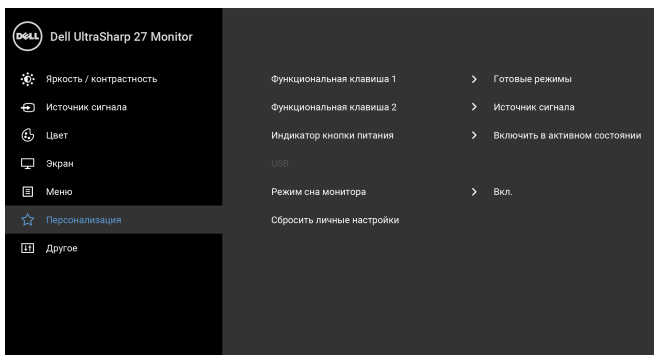 DELL Dell UltraSharp 27 Monitor
Яркость / контрастность Функциональная клавиша 1 Готовые режимы
Источник сигнала Функциональная клавиша 2 Источник сигнала
Цвет Индикатор кнопки питания Включить в активном состоянии
Экран USB
Меню Режим сна монитора Вкл.
Персонализация Сбросить личные настройки
Другое